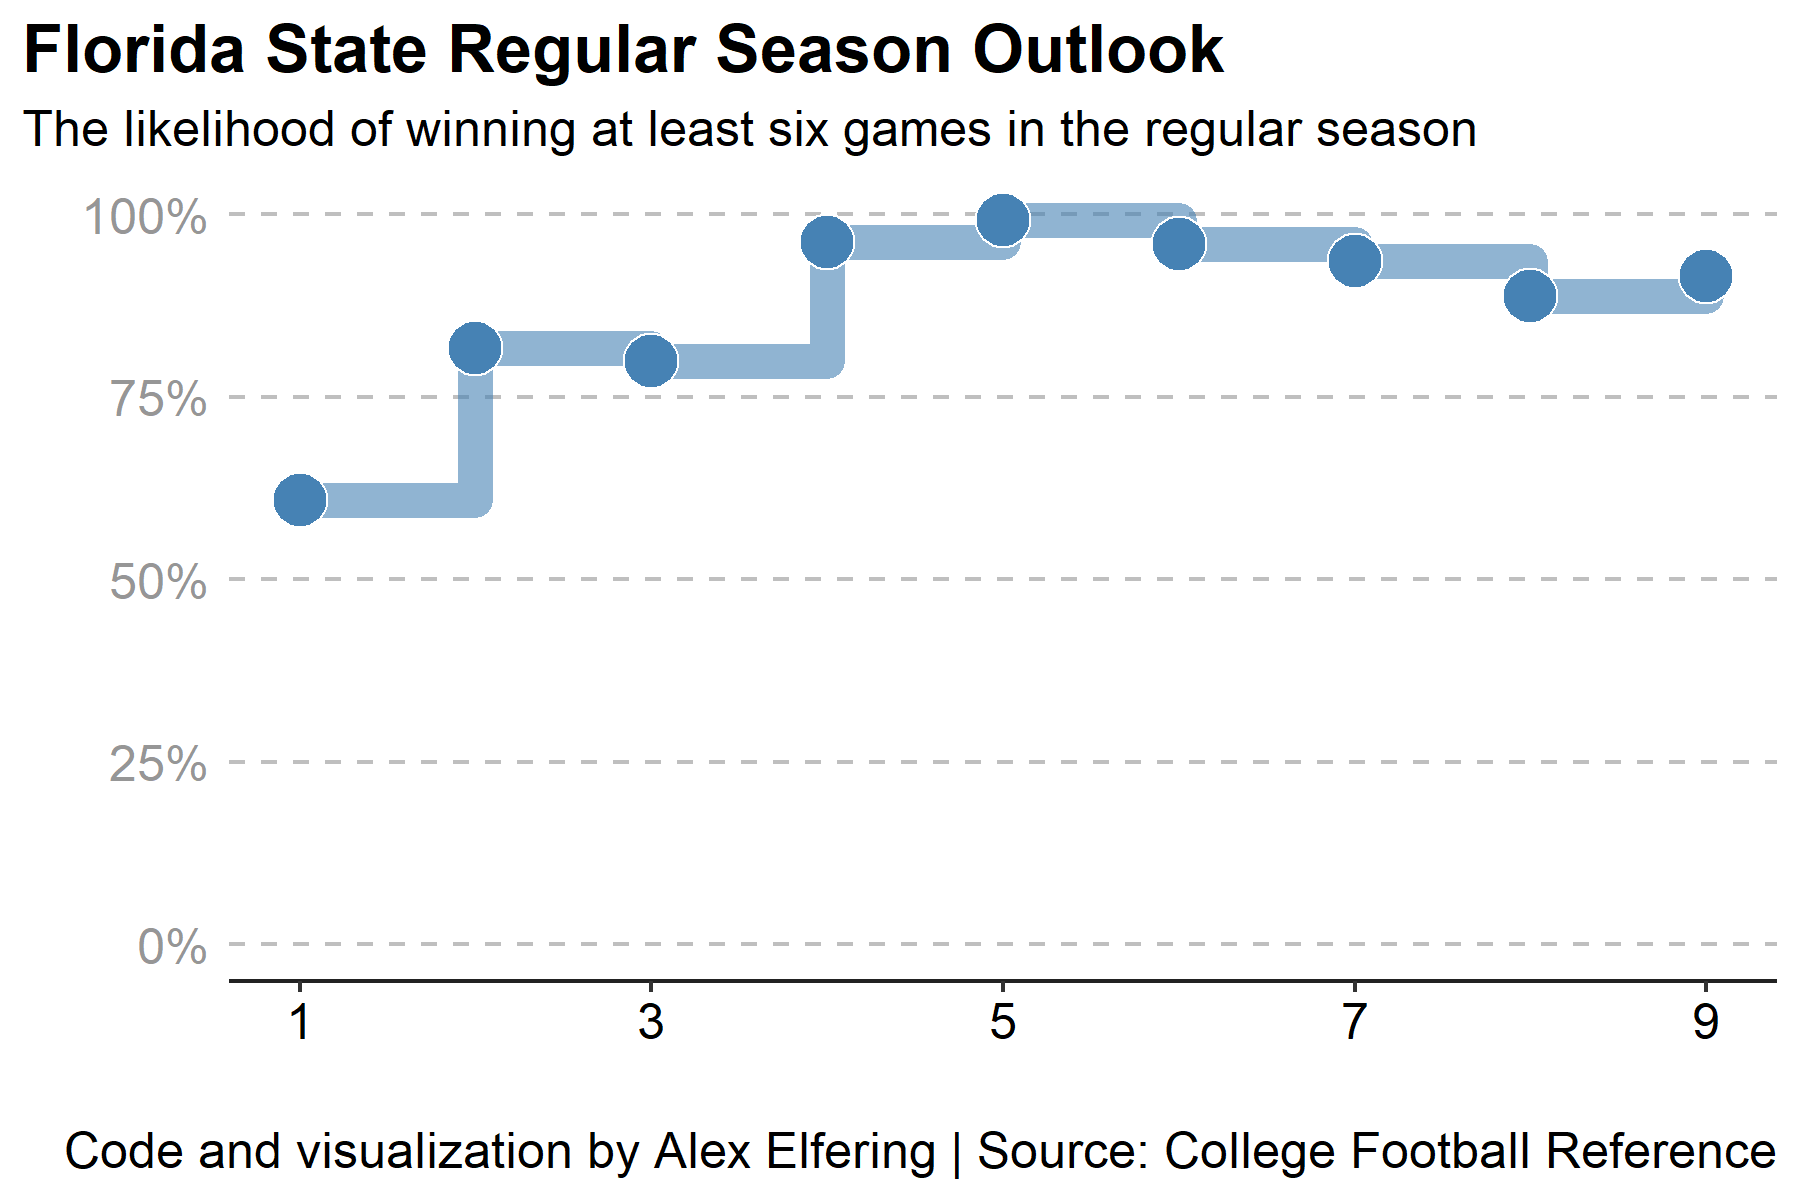 Florida State Regular Season Outlook
The likelihood of winning at least six games in the regular season
100%
75%
50%
25%
0%
1 3 5 7 9
Code and visualization by Alex Elfering | Source: College Football Reference